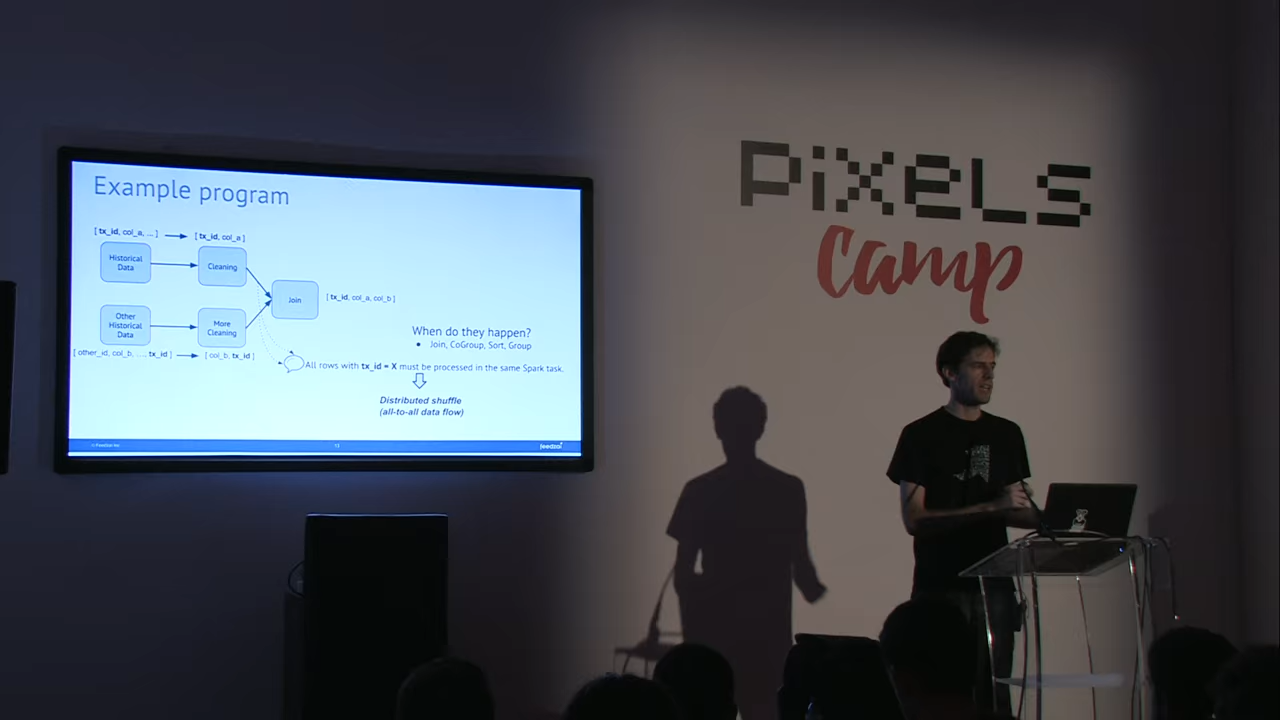 Example program
[ tx_id, col_a, ... ] [ tx_id, col_a ]
Historical
Data
Cleaning
Join
[ tx_id, col_a, col_b ]
Other
Historical
Data
More
Cleaning
[ other_id, col_b, ..., tx_id ] [ col_b, tx_id ]
When do they happen?
• Join, CoGroup, Sort, Group
All rows with tx_id = X must be processed in the same Spark task.
Distributed shuffle
(all-to-all data flow)
13
feedzai
pixels
camp